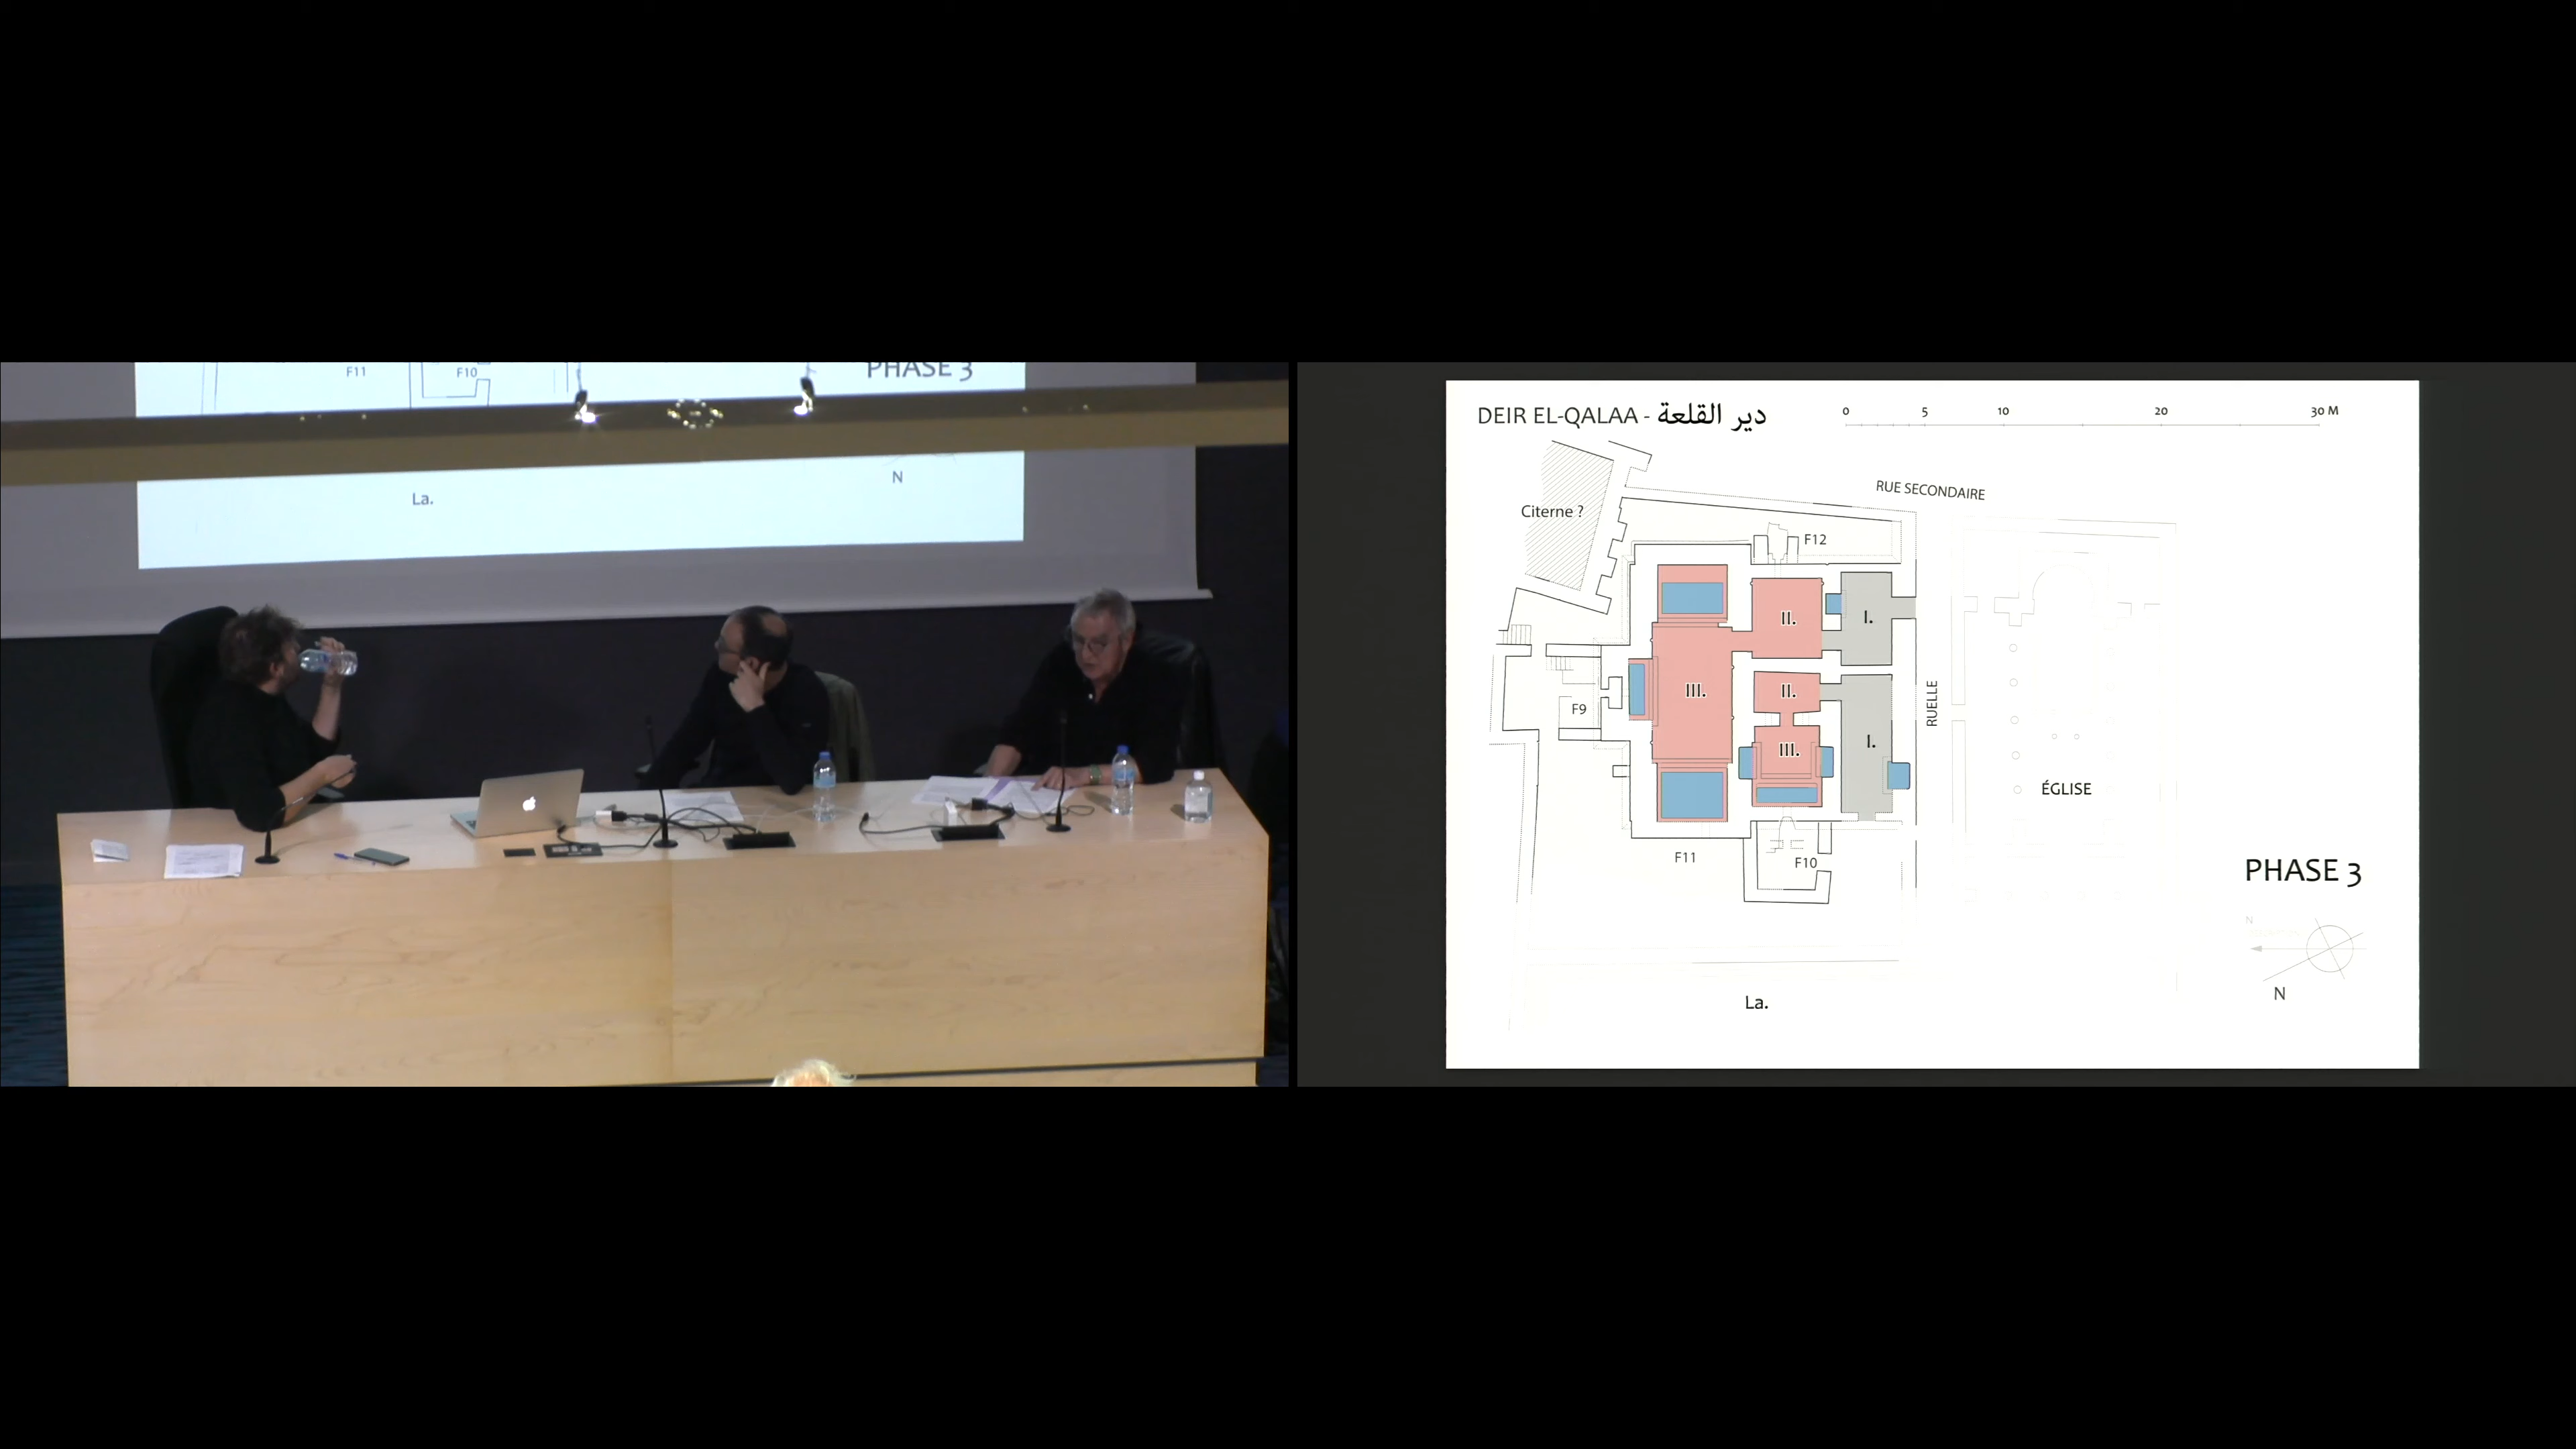 F11
F10
PHASE 3
La.
N
DEIR EL-QALAA - دير القلعة
0 5 10 20 30 M
RUE SECONDAIRE
Citerne ?
F12
II.
I.
III.
II.
F9
RUELLE
III.
I.
ÉGLISE
F11
F10
PHASE 3
N
La.
N